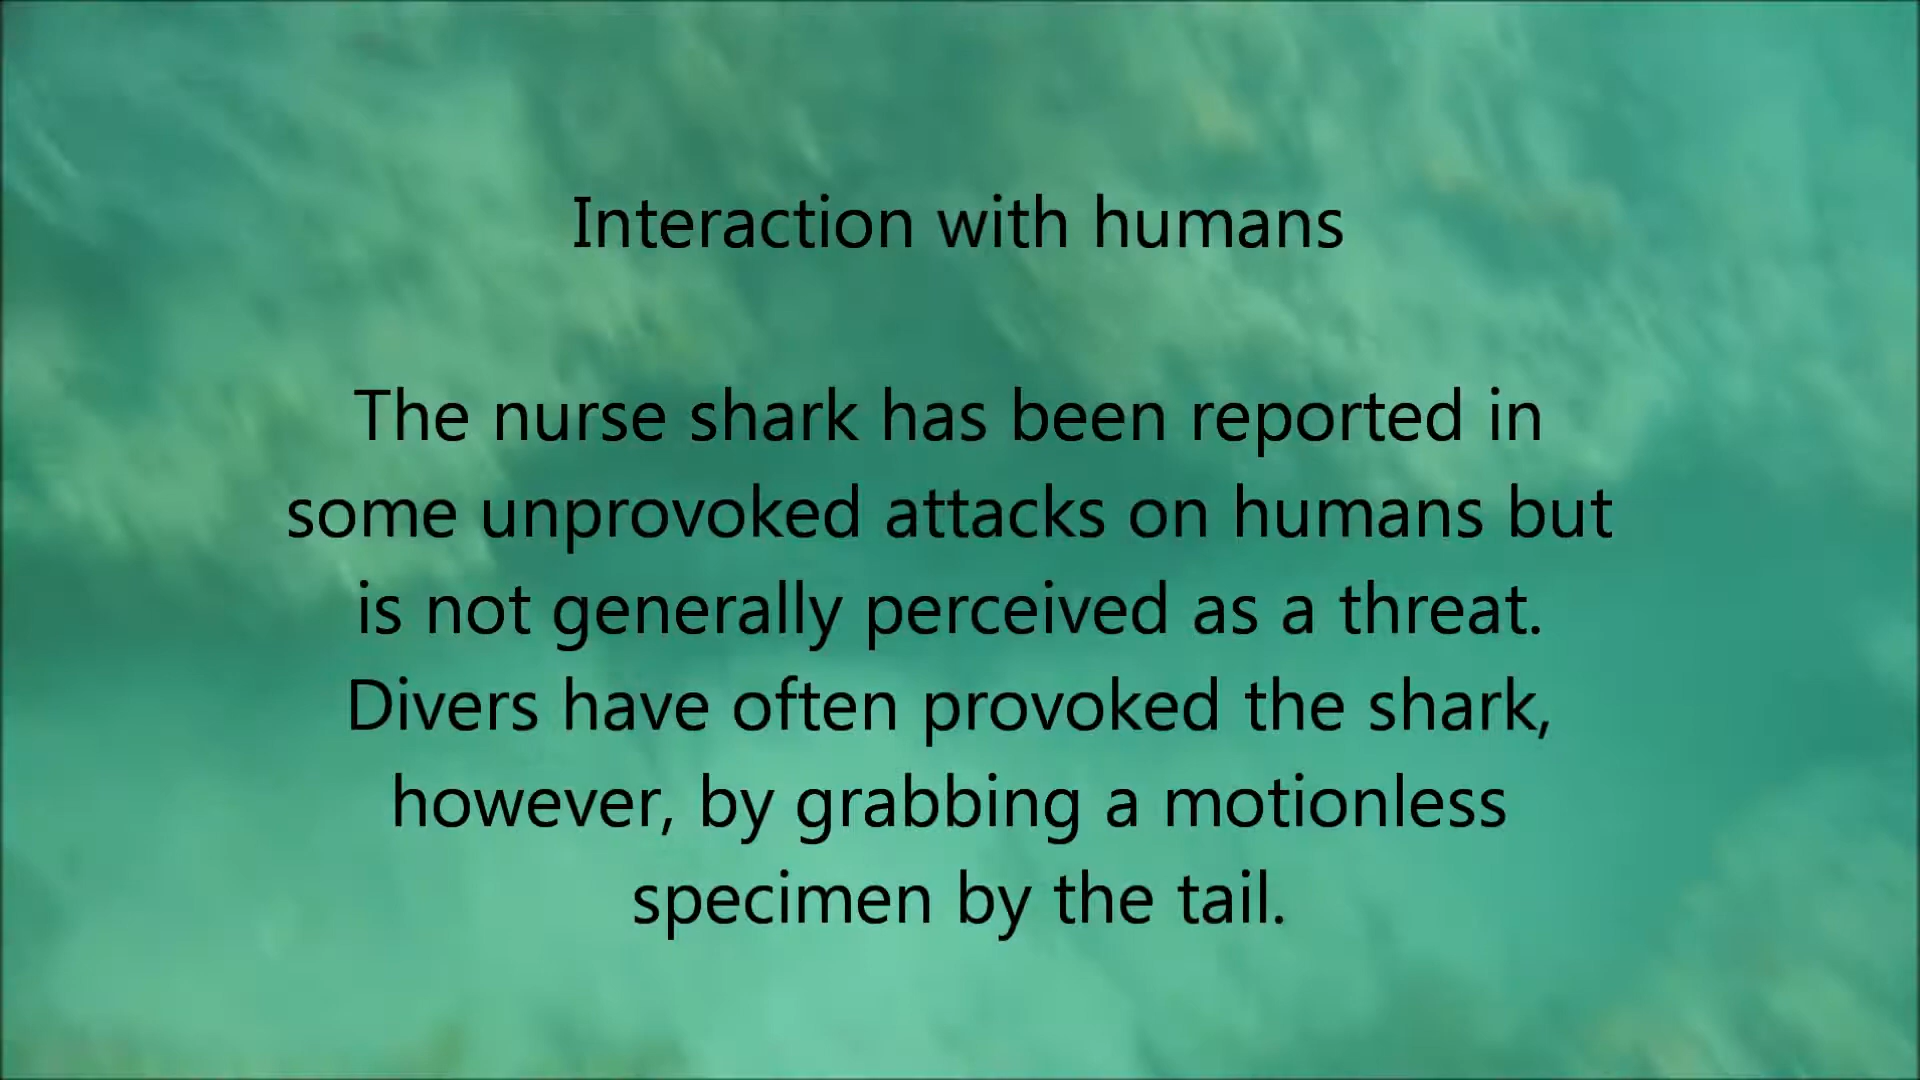 Interaction with humans
The nurse shark has been reported in
some unprovoked attacks on humans but
is not generally perceived as a threat.
Divers have often provoked the shark,
however, by grabbing a motionless
specimen by the tail.